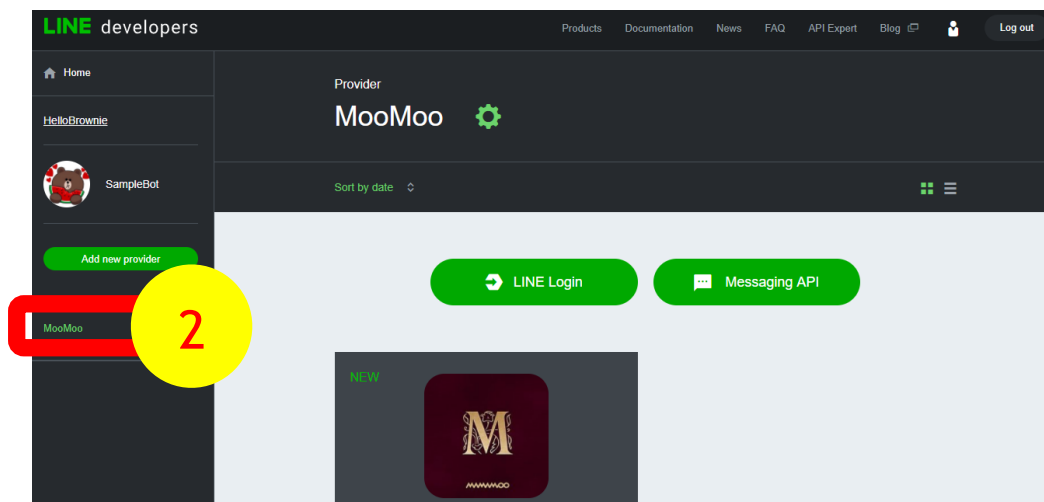 LINE developers
Products Documentation News FAQ API Expert Blog Log out
Home
HelloBrownie
SampleBot
Add new provider
MooMoo
2
Provider
MooMoo
Sort by date
LINE Login
Messaging API
NEW
M
MAMAMOO